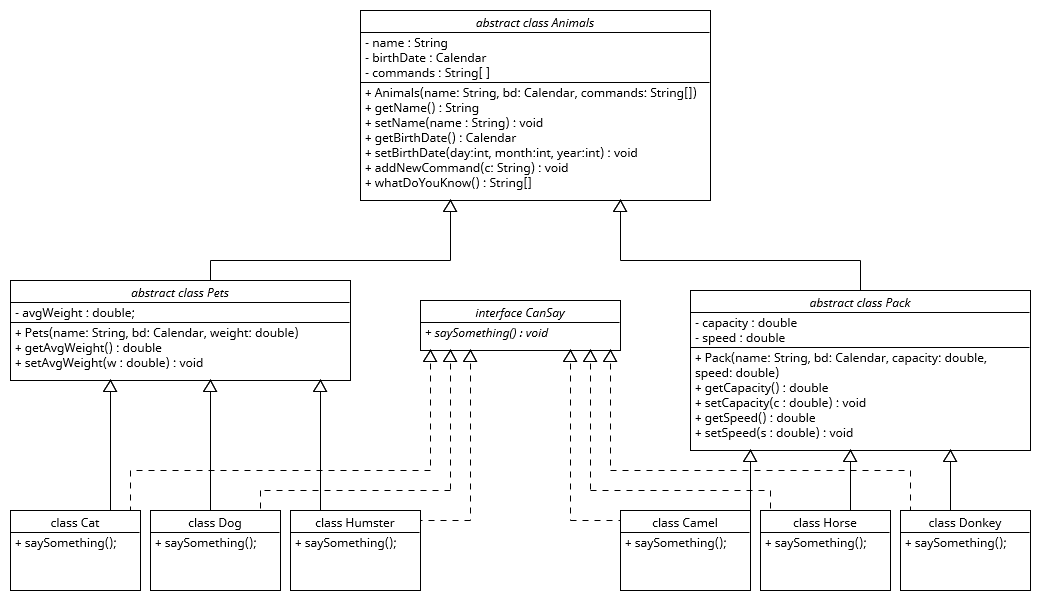 abstract class Animals
- name : String
- birthDate : Calendar
- commands : String[ ]
+ Animals(name: String, bd: Calendar, commands: String[])
+ getName() : String
+ setName(name : String) : void
+ getBirthDate() : Calendar
+ setBirthDate(day:int, month:int, year:int) : void
+ addNewCommand(c: String) : void
+ whatDoYouKnow() : String[]
abstract class Pets
- avgWeight : double;
+ Pets(name: String, bd: Calendar, weight: double)
+ getAvgWeight() : double
+ setAvgWeight(w : double) : void
interface CanSay
+ saySomething() : void
abstract class Pack
- capacity : double
- speed : double
+ Pack(name: String, bd: Calendar, capacity: double,
speed: double)
+ getCapacity() : double
+ setCapacity(c : double) : void
+ getSpeed() : double
+ setSpeed(s : double) : void
class Cat
+ saySomething();
class Dog
+ saySomething();
class Humster
+ saySomething();
class Camel
+ saySomething();
class Horse
+ saySomething();
class Donkey
+ saySomething();